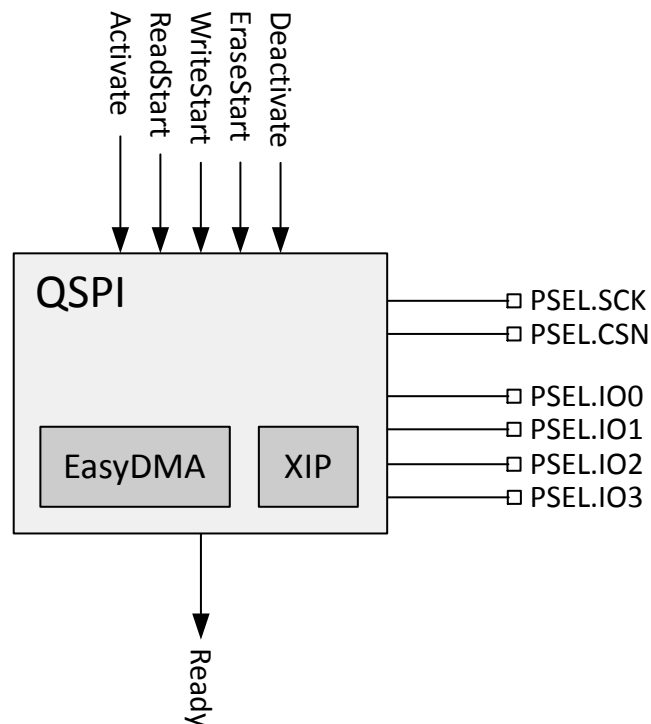 Activate
ReadStart
WriteStart
EraseStart
Deactivate
QSPI
PSEL.SCK
PSEL.CSN
PSEL.IO0
PSEL.IO1
PSEL.IO2
PSEL.IO3
EasyDMA
XIP
Ready